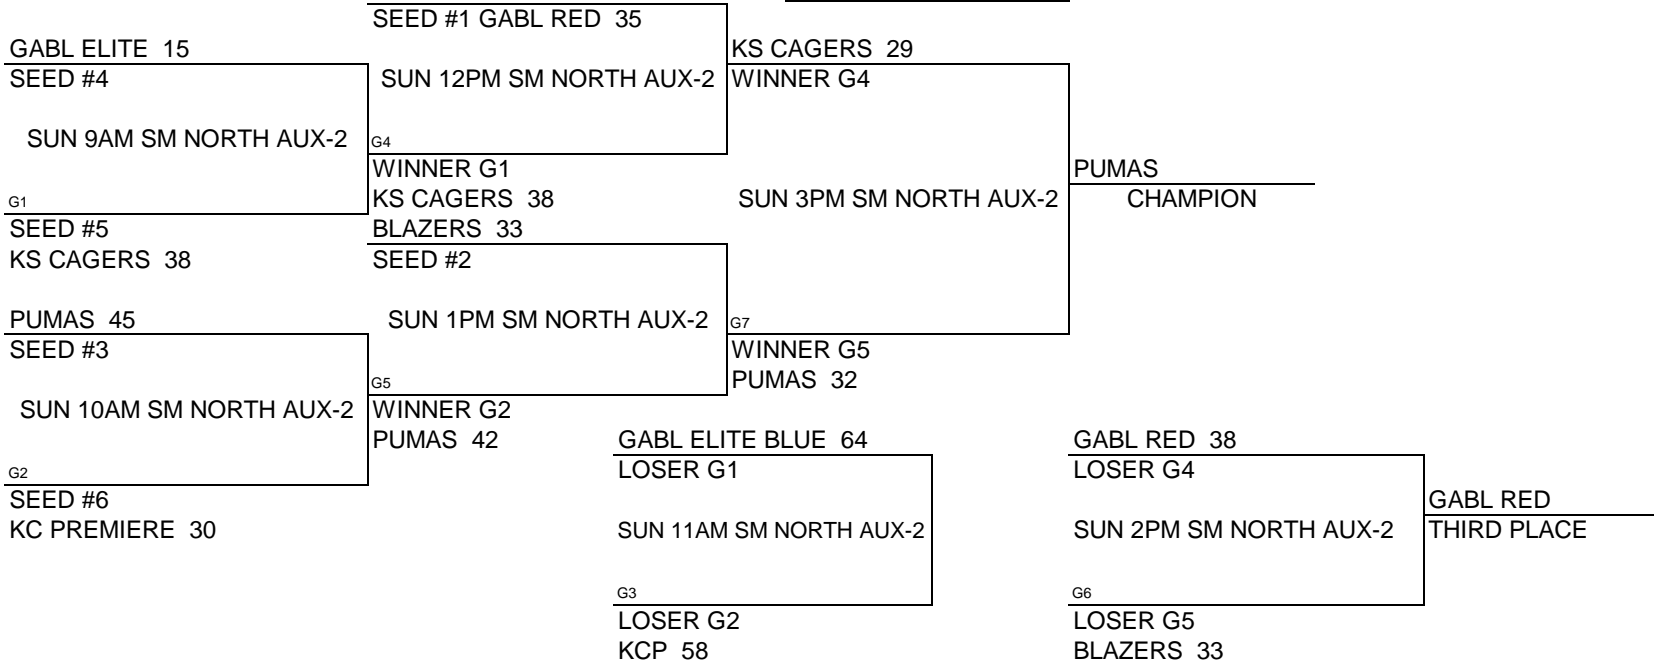 SEED #1 GABL RED 35
GABL ELITE 15
KS CAGERS 29
SEED #4
SUN 12PM SM NORTH AUX-2
WINNER G4
SUN 9AM SM NORTH AUX-2
G4
WINNER G1
PUMAS
G1
KS CAGERS 38
SUN 3PM SM NORTH AUX-2
CHAMPION
SEED #5
BLAZERS 33
KS CAGERS 38
SEED #2
PUMAS 45
SUN 1PM SM NORTH AUX-2
G7
SEED #3
WINNER G5
G5
PUMAS 32
SUN 10AM SM NORTH AUX-2
WINNER G2
PUMAS 42
GABL ELITE BLUE 64
GABL RED 38
G2
LOSER G1
LOSER G4
SEED #6
GABL RED
KC PREMIERE 30
SUN 11AM SM NORTH AUX-2
SUN 2PM SM NORTH AUX-2
THIRD PLACE
G3
G6
LOSER G2
LOSER G5
KCP 58
BLAZERS 33